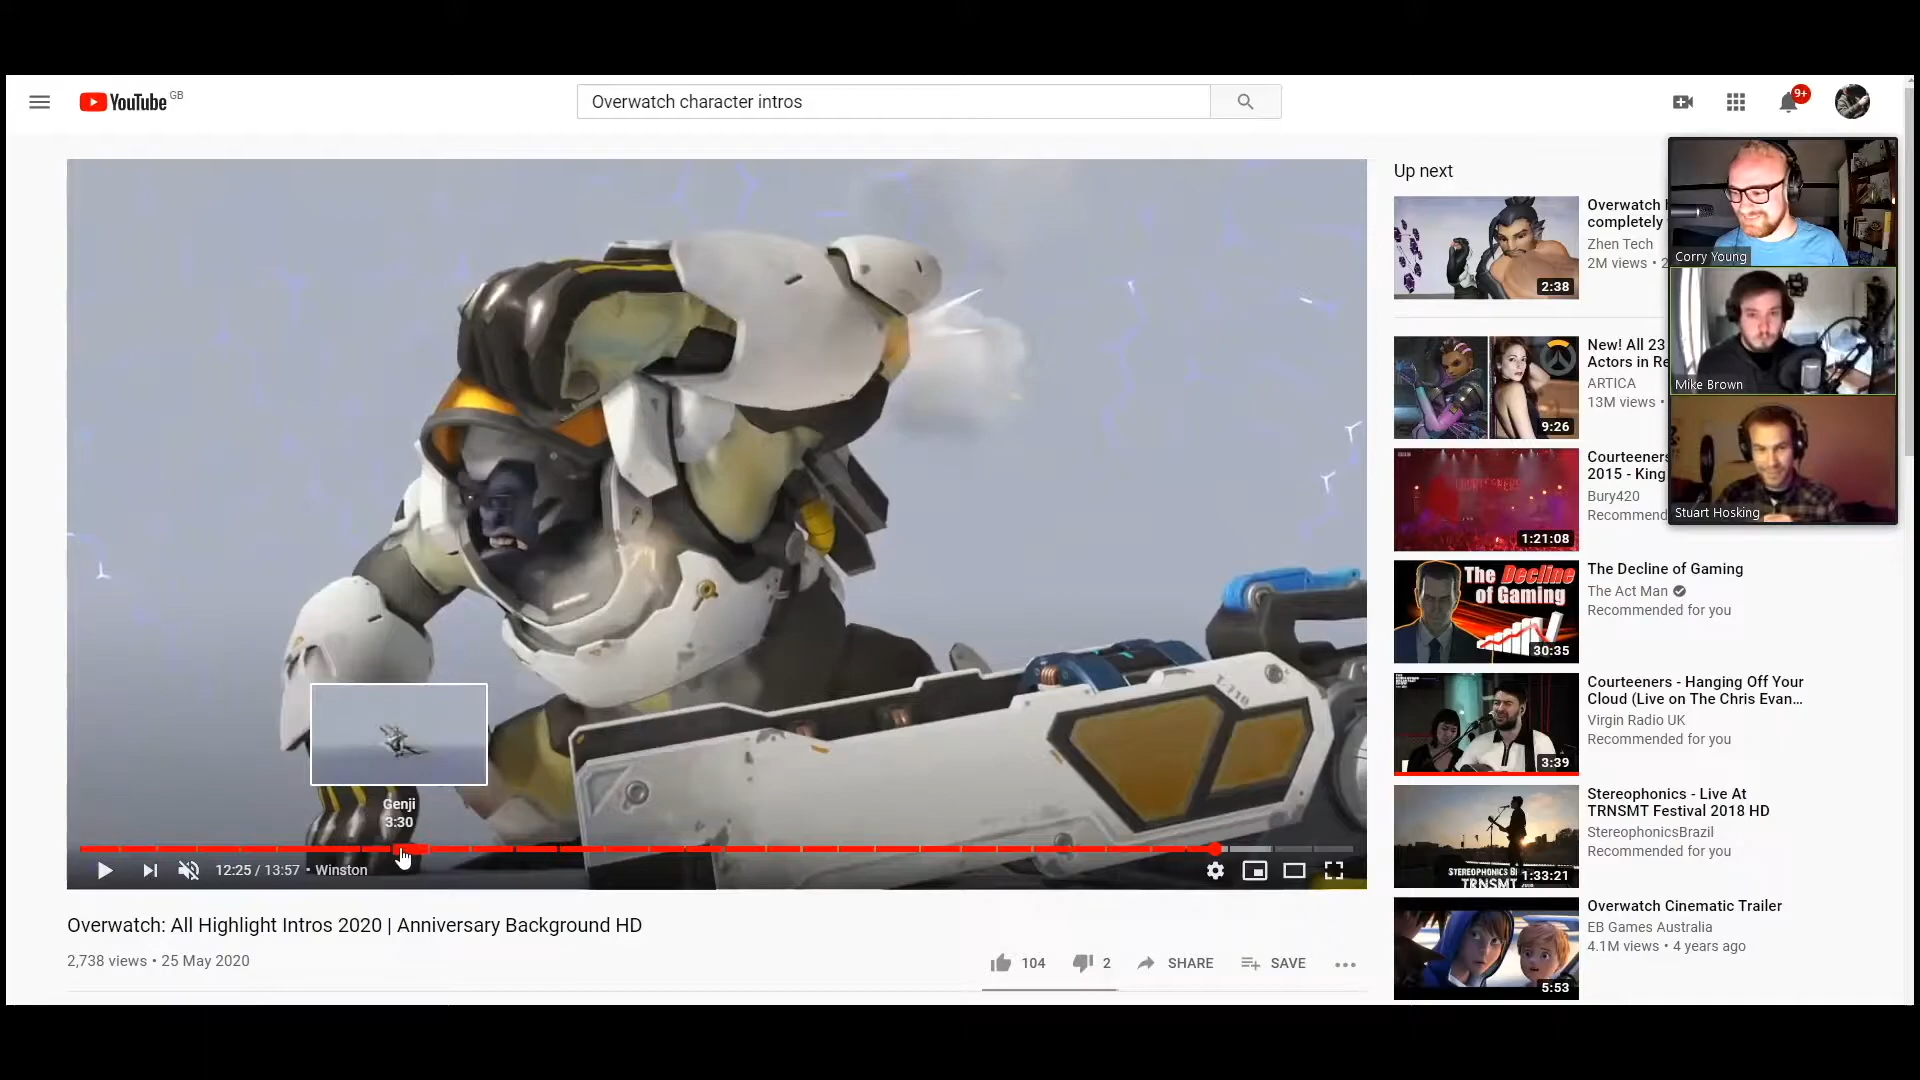 YouTube GB
Overwatch character intros
9+
T-710
Genji
3:30
12:25 / 13:57 • Winston
Overwatch: All Highlight Intros 2020 | Anniversary Background HD
2,738 views • 25 May 2020
104
2
SHARE
SAVE
Up next
2:38
Overwatch
completely
Zhen Tech
2M views • 2
9:26
New! All 23
Actors in Re
ARTICA
13M views •
COURTEENERS
1:21:08
Courteeners
2015 - King
Bury420
Recommend
The Decline
of Gaming
30:35
The Decline of Gaming
The Act Man
Recommended for you
3:39
Courteeners - Hanging Off Your
Cloud (Live on The Chris Evan...
Virgin Radio UK
Recommended for you
STEREOPHONICS
TRNSMT
1:33:21
Stereophonics - Live At
TRNSMT Festival 2018 HD
StereophonicsBrazil
Recommended for you
5:53
Overwatch Cinematic Trailer
EB Games Australia
4.1M views • 4 years ago
Corry Young
Mike Brown
Stuart Hosking